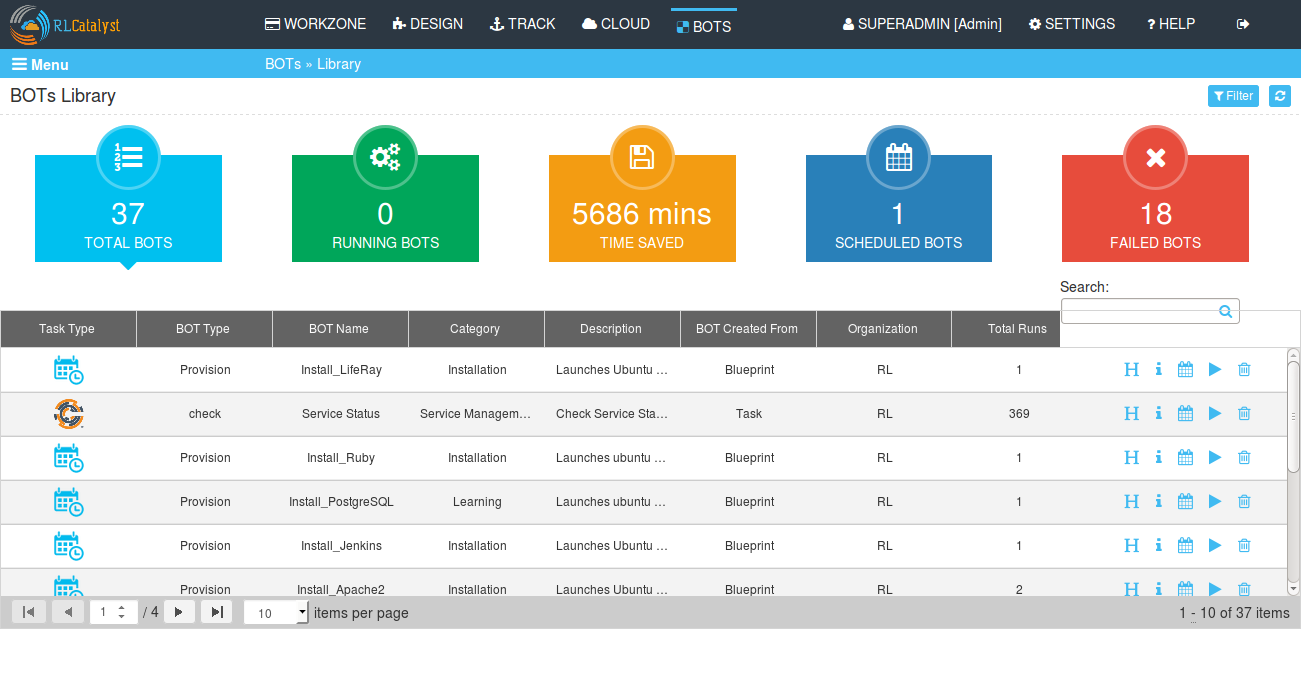 RLCatalyst WORKZONE DESIGN TRACK CLOUD BOTS SUPERADMIN [Admin] SETTINGS ? HELP
Menu BOTs » Library
BOTs Library Filter
37 0 5686 mins 1 18
TOTAL BOTS RUNNING BOTS TIME SAVED SCHEDULED BOTS FAILED BOTS
Search:
Task Type BOT Type BOT Name Category Description BOT Created From Organization Total Runs
Provision Install_LifeRay Installation Launches Ubuntu … Blueprint RL 1 H i
check Service Status Service Managem… Check Service Sta… Task RL 369 H i
Provision Install_Ruby Installation Launches ubuntu … Blueprint RL 1 H i
Provision Install_PostgreSQL Learning Launches ubuntu … Blueprint RL 1 H i
Provision Install_Jenkins Installation Launches Ubuntu … Blueprint RL 1 H i
Provision Install_Apache2 Installation Launches Ubuntu … Blueprint RL 2 H i
1 / 4 10 items per page 1 - 10 of 37 items